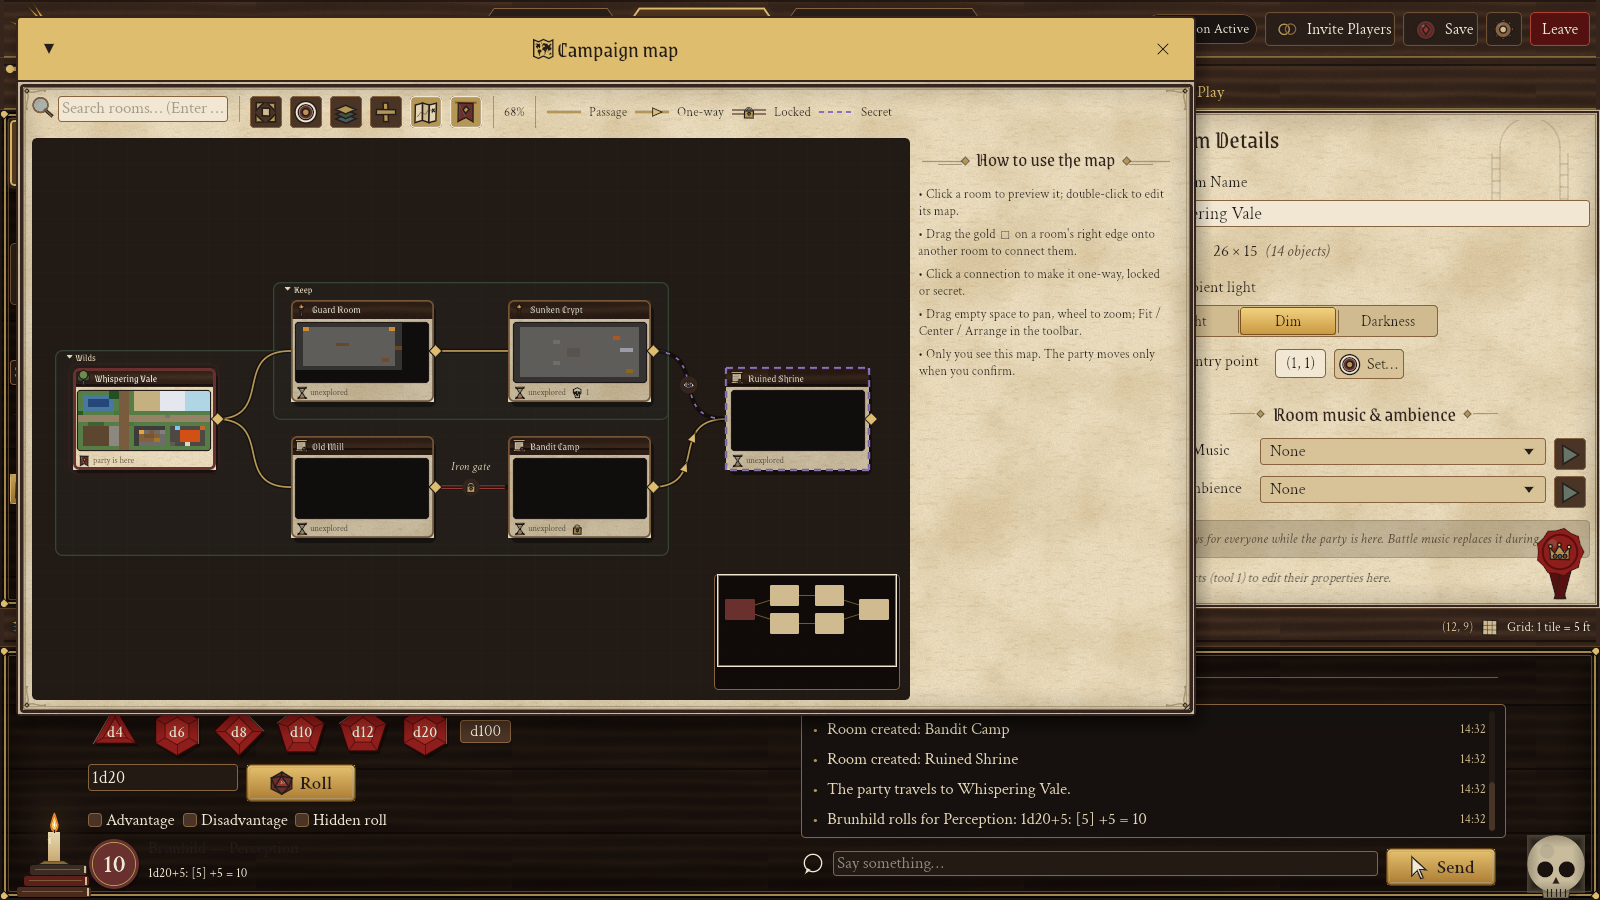 on Active
Invite Players
Save
Leave
▼
Campaign map
Play
Search rooms... (Enter ...
68%
Passage
One-way
Locked
Secret
How to use the map
• Click a room to preview it; double-click to edit
its map.
• Drag the gold □ on a room's right edge onto
another room to connect them.
• Click a connection to make it one-way, locked
or secret.
• Drag empty space to pan, wheel to zoom; Fit /
Center / Arrange in the toolbar.
• Only you see this map. The party moves only
when you confirm.
Keep
Guard Room
unexplored
Sunken Crypt
unexplored
1
Wilds
Whispering Vale
party is here
Ruined Shrine
unexplored
Old Mill
unexplored
Iron gate
Bandit Camp
unexplored
m Details
m Name
ring Vale
26 × 15 (14 objects)
bient light
ht
Dim
Darkness
ntry point
(1, 1)
Set...
Room music & ambience
Music
None
mbience
None
ys for everyone while the party is here. Battle music replaces it during
cts (tool 1) to edit their properties here.
(12, 9)
Grid: 1 tile = 5 ft
d4
d6
d8
d10
d12
d20
d100
1d20
Roll
Advantage
Disadvantage
Hidden roll
Brunhild — Perception
10
1d20+5: [5] +5 = 10
• Room created: Bandit Camp 14:32
• Room created: Ruined Shrine 14:32
• The party travels to Whispering Vale. 14:32
• Brunhild rolls for Perception: 1d20+5: [5] +5 = 10 14:32
Say something...
Send